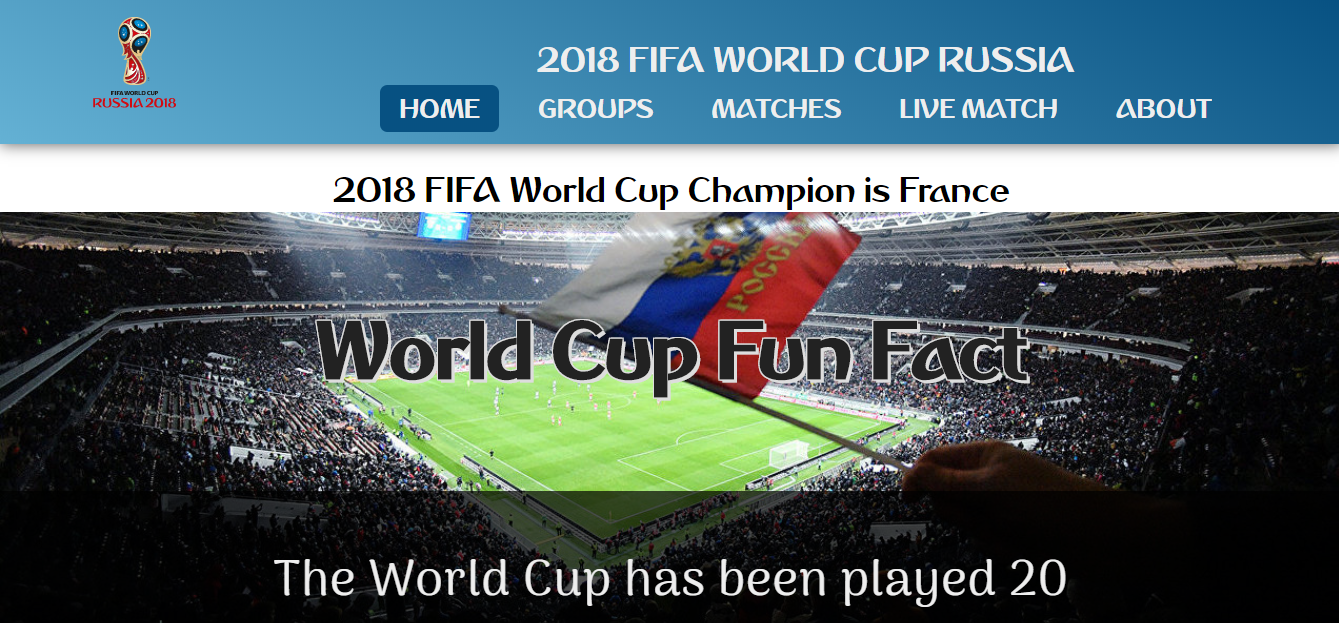 FIFA WORLD CUP
RUSSIA 2018
2018 FIFA WORLD CUP RUSSIA
HOME GROUPS MATCHES LIVE MATCH ABOUT
2018 FIFA World Cup Champion is France
РОССИЯ
World Cup Fun Fact
The World Cup has been played 20